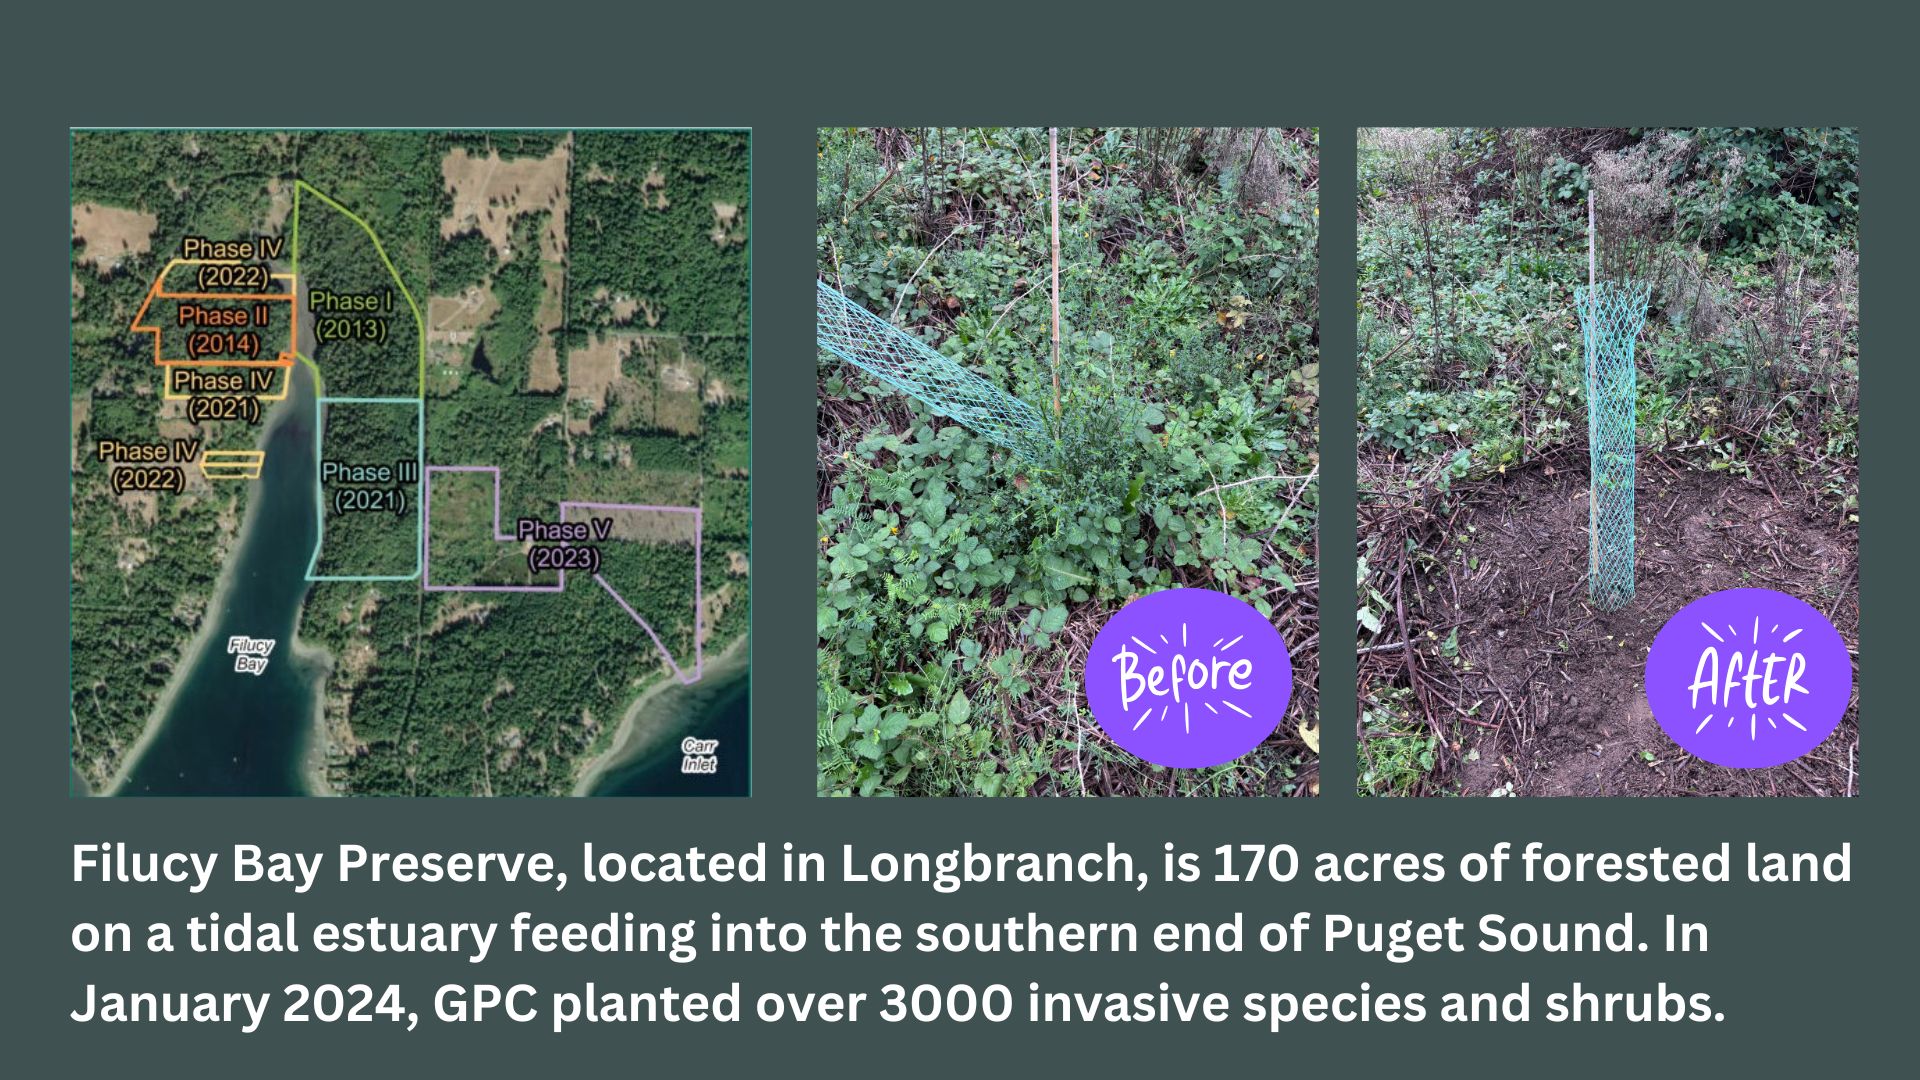 Phase IV
(2022)
Phase I
(2013)
Phase II
(2014)
Phase IV
(2021)
Phase IV
(2022)
Phase III
(2021)
Phase V
(2023)
Filucy
Bay
Carr
Inlet
Before
AFtER
Filucy Bay Preserve, located in Longbranch, is 170 acres of forested land
on a tidal estuary feeding into the southern end of Puget Sound. In
January 2024, GPC planted over 3000 invasive species and shrubs.